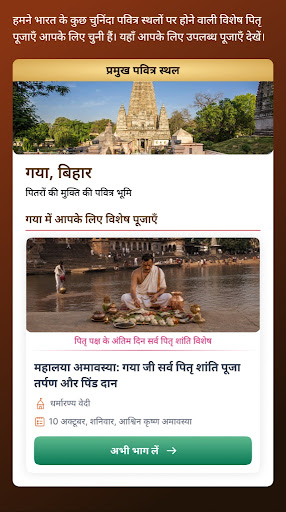 हमने भारत के कुछ चुनिंदा पवित्र स्थलों पर होने वाली विशेष पितृ
पूजाएँ आपके लिए चुनी हैं। यहाँ आपके लिए उपलब्ध पूजाएँ देखें।
प्रमुख पवित्र स्थल
गया, बिहार
पितरों की मुक्ति की पवित्र भूमि
गया में आपके लिए विशेष पूजाएँ
पितृ पक्ष के अंतिम दिन सर्व पितृ शांति विशेष
महालया अमावस्या: गया जी सर्व पितृ शांति पूजा
तर्पण और पिंड दान
धर्मारण्य वेदी
10 अक्टूबर, शनिवार, आश्विन कृष्ण अमावस्या
अभी भाग लें →